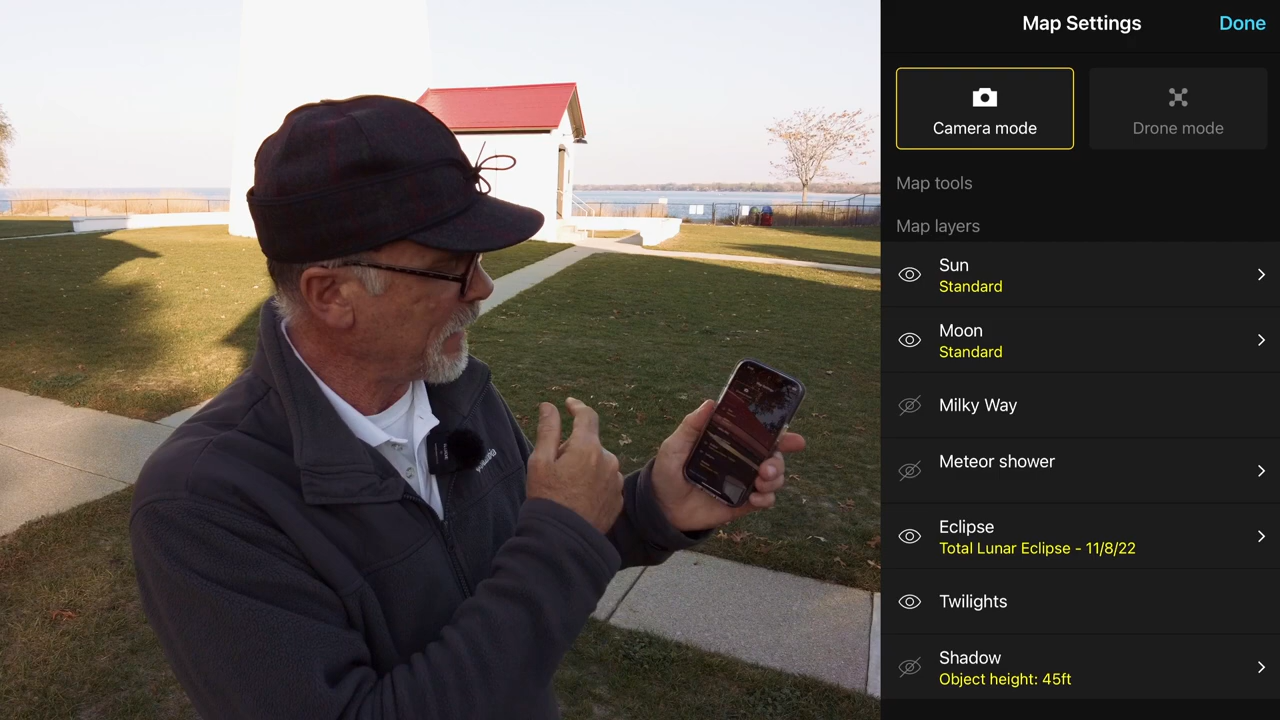 Map Settings
Done
Camera mode
Drone mode
Map tools
Map layers
Sun
Standard
Moon
Standard
Milky Way
Meteor shower
Eclipse
Total Lunar Eclipse - 11/8/22
Twilights
Shadow
Object height: 45ft
Columbia